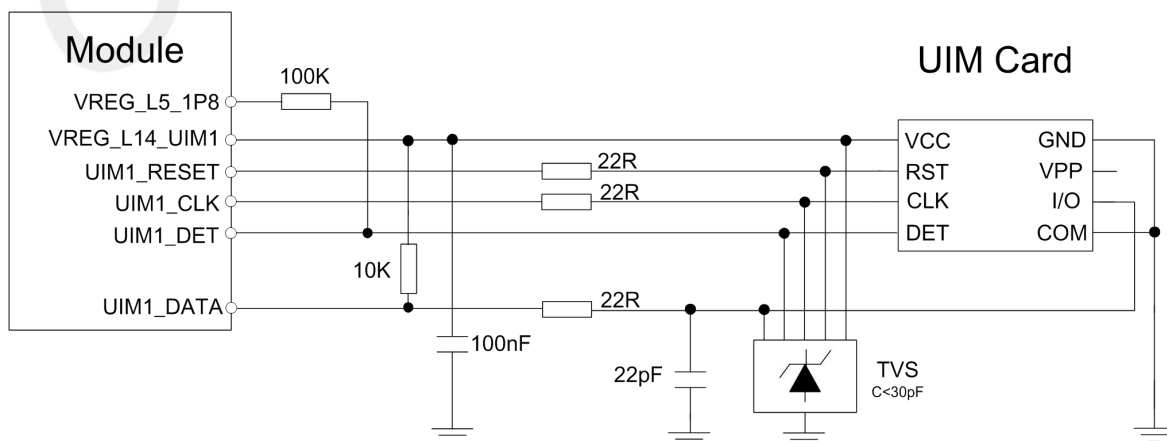 Module
UIM Card
100K
VREG_L5_1P8
VREG_L14_UIM1
VCC
GND
UIM1_RESET
22R
RST
VPP
UIM1_CLK
22R
CLK
I/O
UIM1_DET
DET
COM
10K
UIM1_DATA
22R
100nF
22pF
TVS
C<30pF